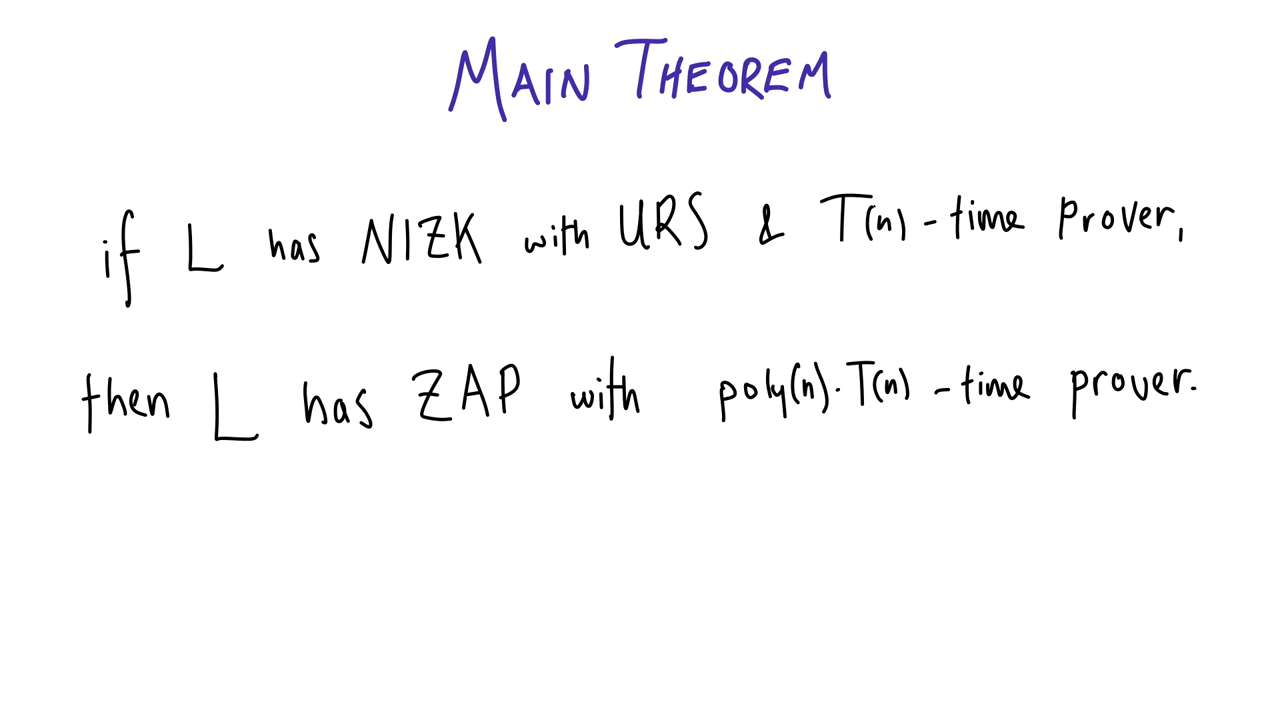 MAIN THEOREM
if L has NIZK with URS & T(n)-time prover,
then L has ZAP with poly(n)·T(n)-time prover.